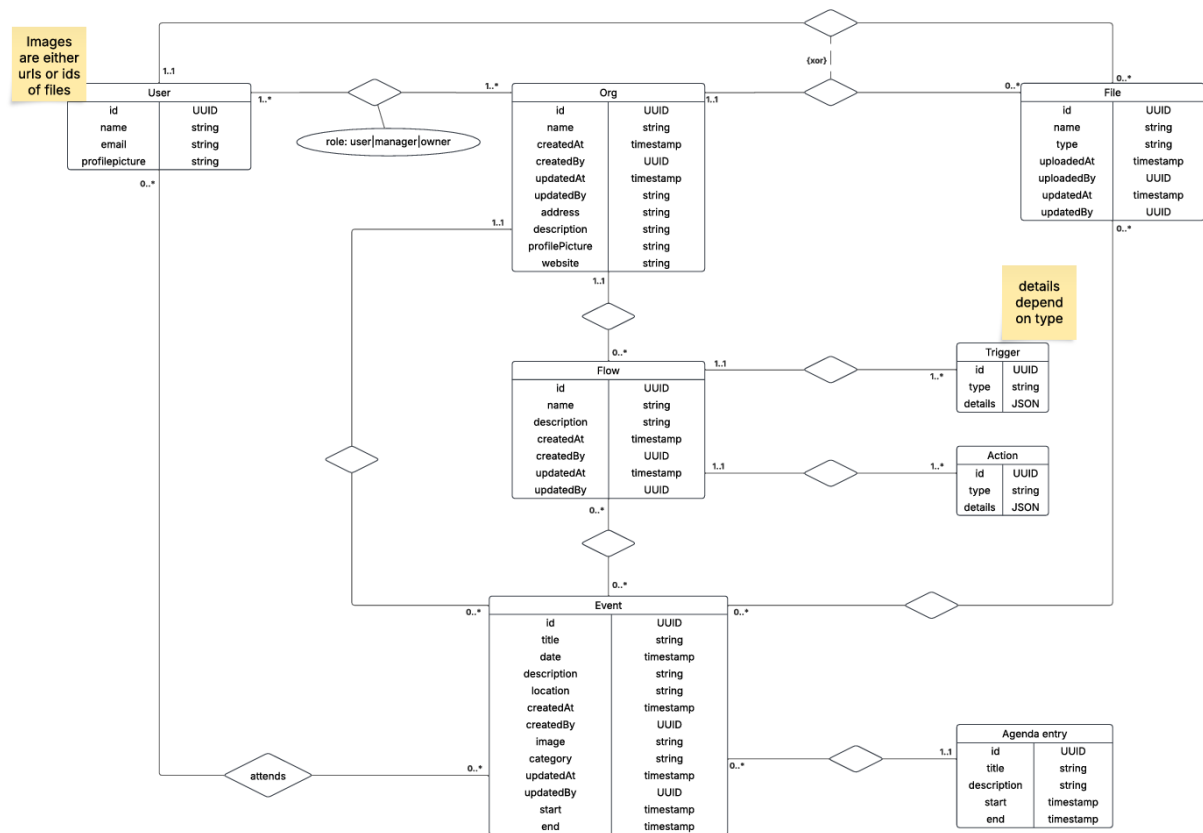 Images
are either
urls or ids
of files
{xor}
1..1
0..*
User
id UUID
name string
email string
profilepicture string
1..*
1..*
role: user|manager|owner
Org
id UUID
name string
createdAt timestamp
createdBy UUID
updatedAt timestamp
updatedBy string
address string
description string
profilePicture string
website string
1..1
0..*
File
id UUID
name string
type string
uploadedAt timestamp
uploadedBy UUID
updatedAt timestamp
updatedBy UUID
0..*
0..*
1..1
1..1
details
depend
on type
0..*
Flow
id UUID
name string
description string
createdAt timestamp
createdBy UUID
updatedAt timestamp
updatedBy UUID
1..1
1..*
Trigger
id UUID
type string
details JSON
1..1
1..*
Action
id UUID
type string
details JSON
0..*
0..*
0..*
0..*
Event
id UUID
title string
date timestamp
description string
location string
createdAt timestamp
createdBy UUID
image string
category string
updatedAt timestamp
updatedBy UUID
start timestamp
end timestamp
attends
0..*
0..*
1..1
Agenda entry
id UUID
title string
description string
start timestamp
end timestamp